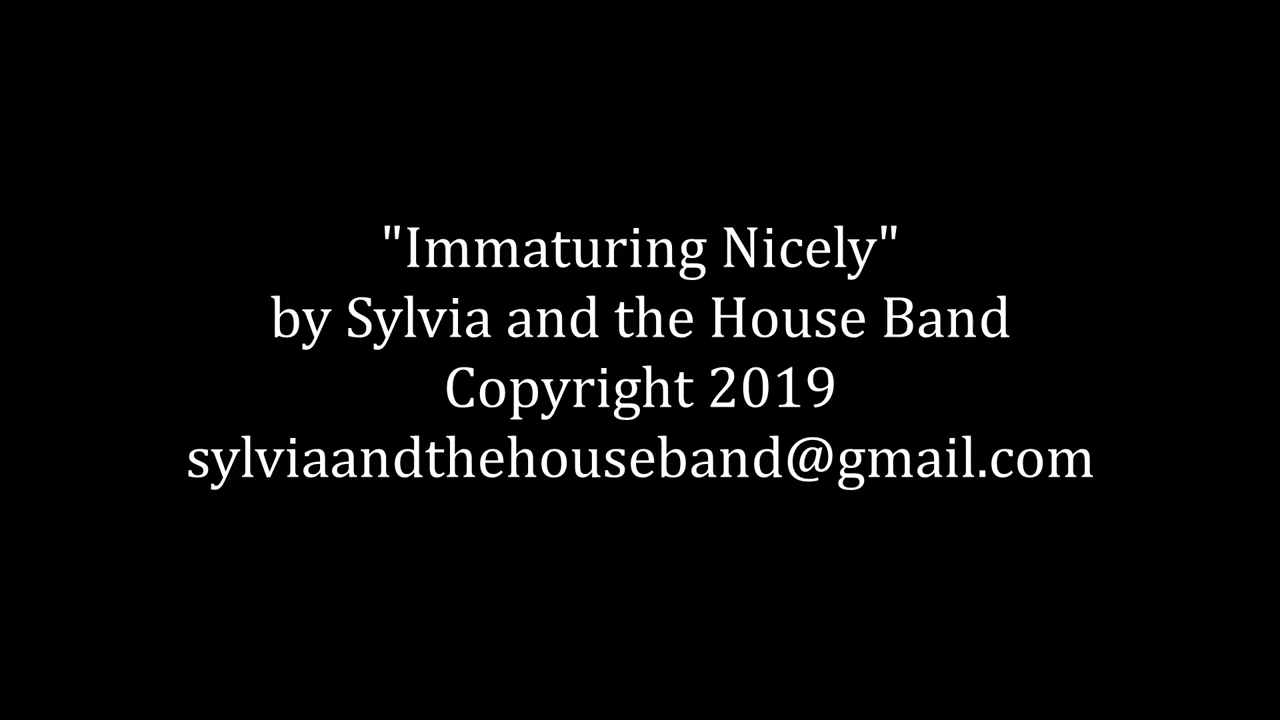 "Immaturing Nicely"
by Sylvia and the House Band
Copyright 2019
sylviaandthehouseband@gmail.com